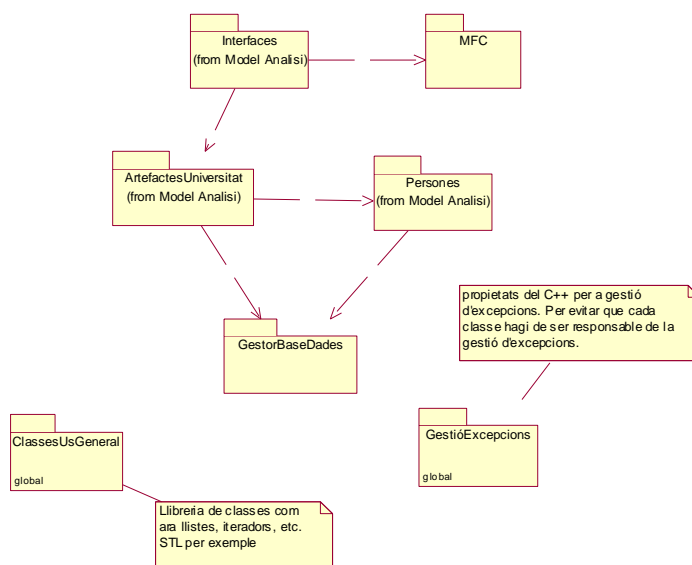 Interfaces
(from Model Analisi)
MFC
ArtefactesUniversitat
(from Model Analisi)
Persones
(from Model Analisi)
propietats del C++ per a gestió
d'excepcions. Per evitar que cada
classe hagi de ser responsable de la
gestió d'excepcions.
GestorBaseDades
ClassesUsGeneral
global
GestióExcepcions
global
Llibreria de classes com
ara llistes, iteradors, etc.
STL per exemple